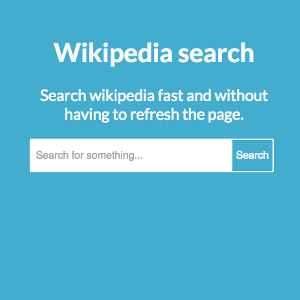 Wikipedia search
Search wikipedia fast and without
having to refresh the page.
Search for something... Search